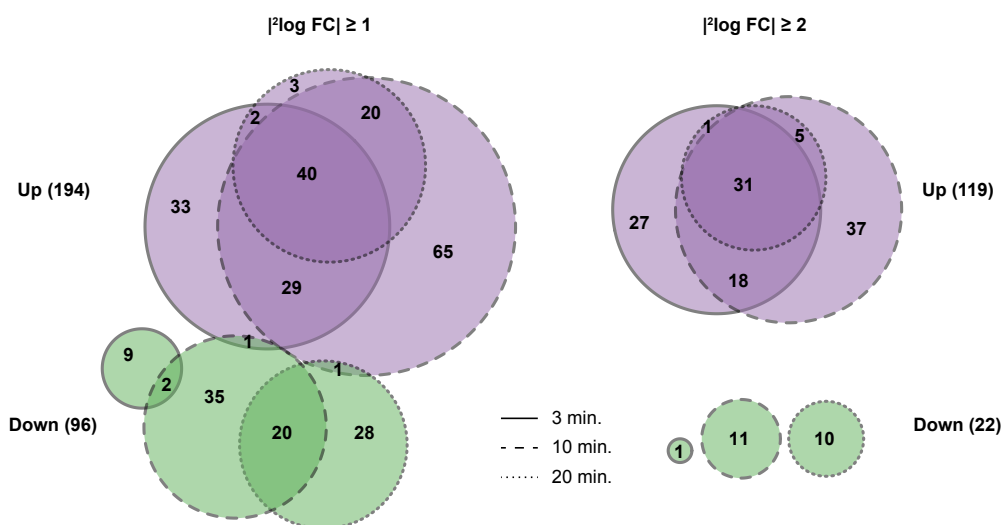 |²log FC| ≥ 1
|²log FC| ≥ 2
3
2
20
1
5
40
31
Up (194)
Up (119)
33
27
37
65
29
18
1
9
1
2
35
Down (96)
20
28
3 min.
10 min.
20 min.
1
11
10
Down (22)